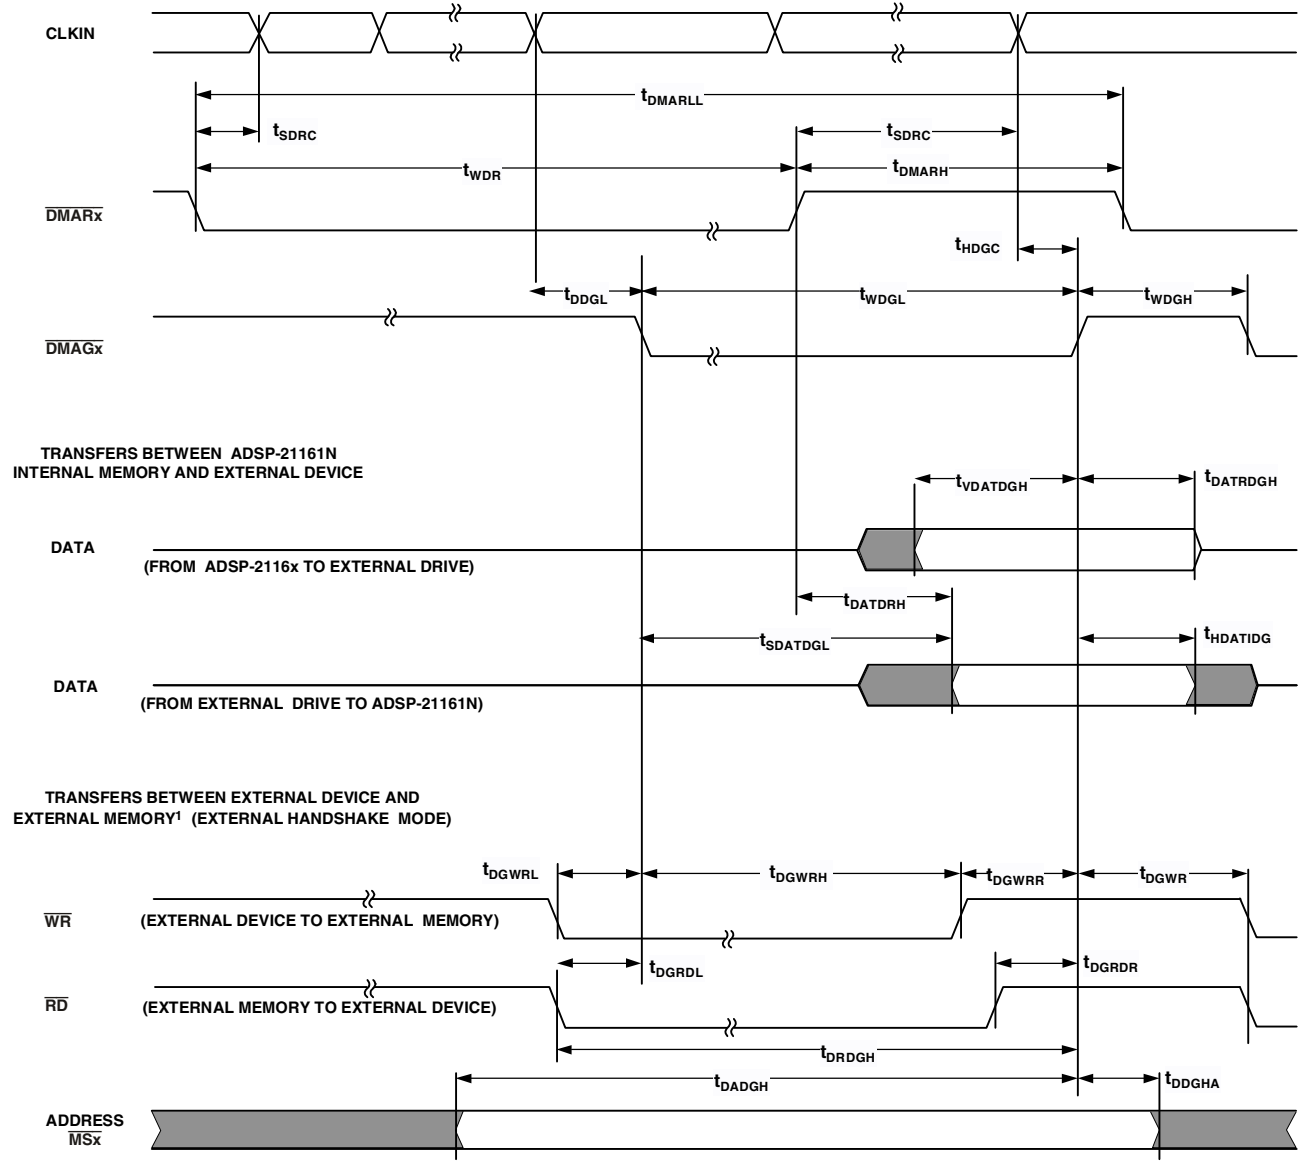 CLKIN
tDMARLL
tSDRC
tSDRC
tWDR
tDMARH
DMARx
tHDGC
tDDGL
tWDGL
tWDGH
DMAGx
TRANSFERS BETWEEN ADSP-21161N
INTERNAL MEMORY AND EXTERNAL DEVICE
tVDATDGH
tDATRDGH
DATA
(FROM ADSP-2116x TO EXTERNAL DRIVE)
tDATDRH
tSDATDGL
tHDATIDG
DATA
(FROM EXTERNAL DRIVE TO ADSP-21161N)
TRANSFERS BETWEEN EXTERNAL DEVICE AND
EXTERNAL MEMORY1 (EXTERNAL HANDSHAKE MODE)
tDGWRL
tDGWRH
tDGWRR
tDGWR
WR
(EXTERNAL DEVICE TO EXTERNAL MEMORY)
tDGRDL
tDGRDR
RD
(EXTERNAL MEMORY TO EXTERNAL DEVICE)
tDRDGH
tDADGH
tDDGHA
ADDRESS
MSx